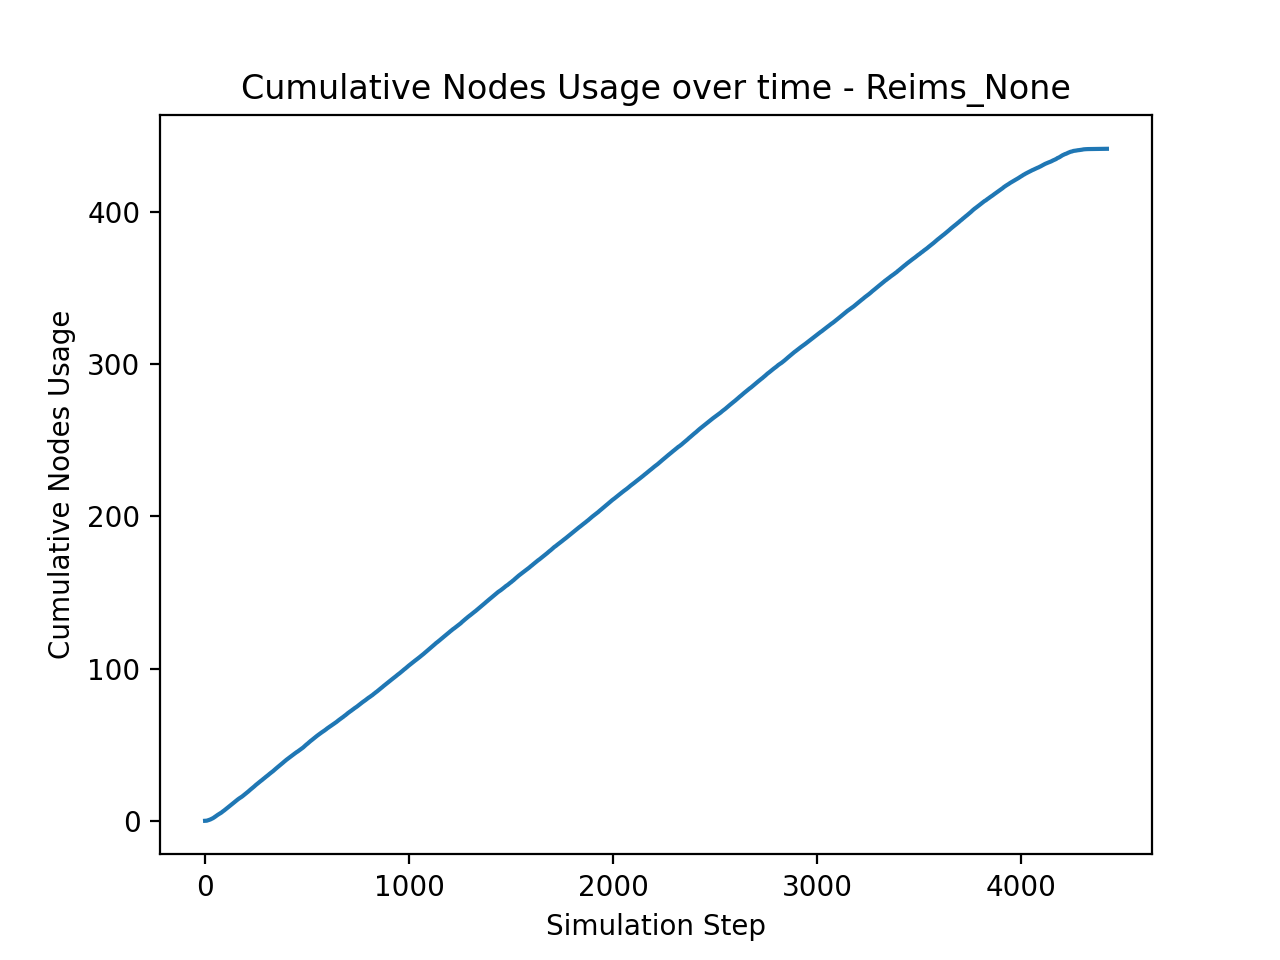 Cumulative Nodes Usage over time - Reims_None
Cumulative Nodes Usage
400
300
200
100
0
0 1000 2000 3000 4000
Simulation Step